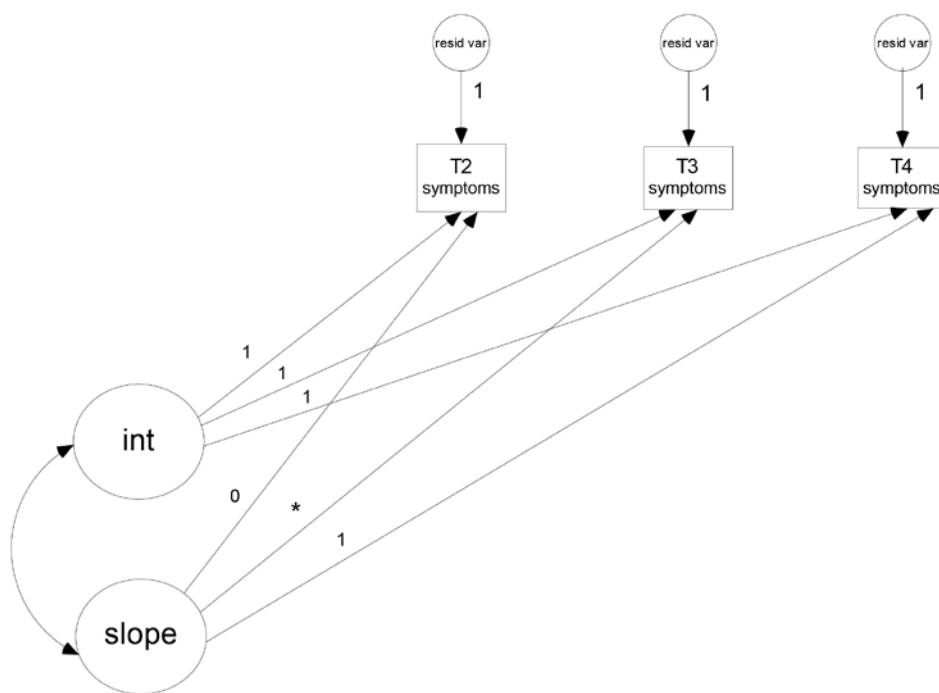 resid var
resid var
resid var
1
1
1
T2
symptoms
T3
symptoms
T4
symptoms
1
1
1
int
0
*
1
slope